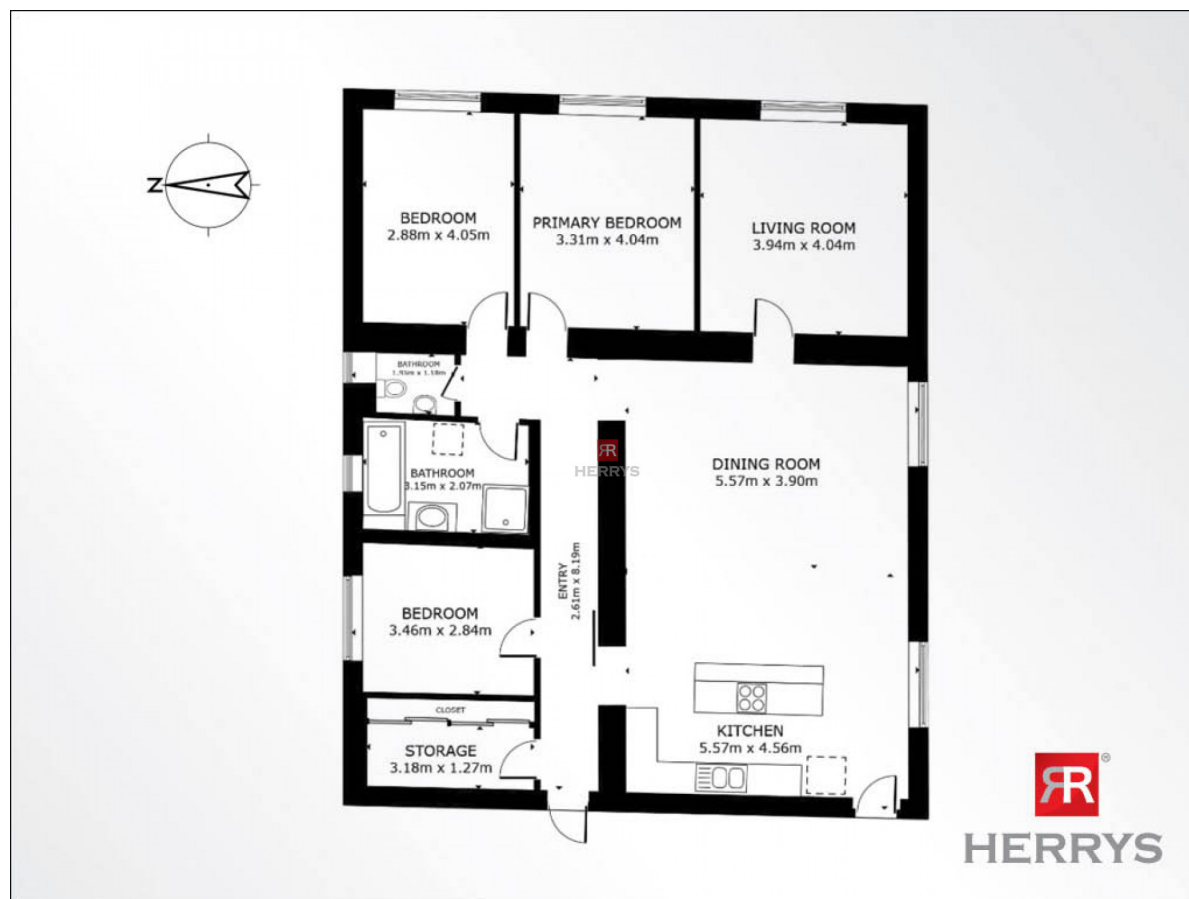 N
BEDROOM
2.88m x 4.05m
PRIMARY BEDROOM
3.31m x 4.04m
LIVING ROOM
3.94m x 4.04m
BATHROOM
BATHROOM
3.15m x 2.07m
HERRYS
DINING ROOM
5.57m x 3.90m
ENTRY
2.61m x 8.19m
BEDROOM
3.46m x 2.84m
CLOSET
STORAGE
3.18m x 1.27m
KITCHEN
5.57m x 4.56m
®
HERRYS